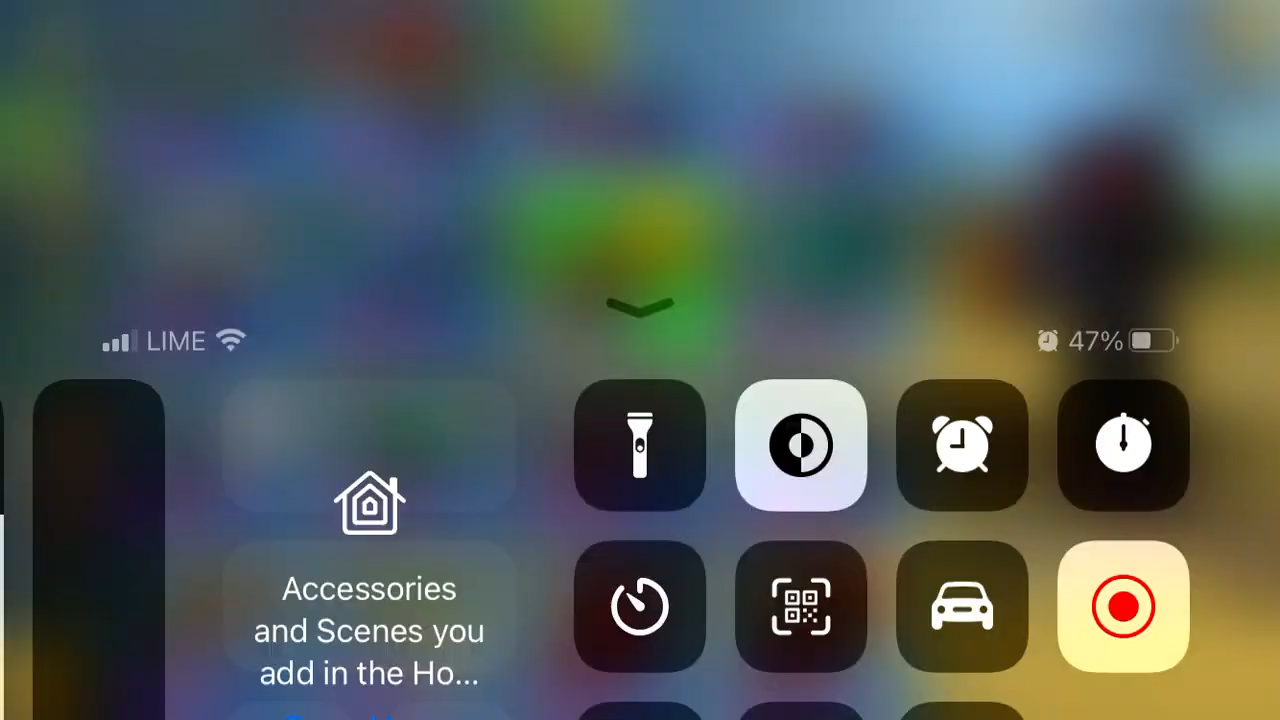 LIME
47%
Accessories
and Scenes you
add in the Ho...